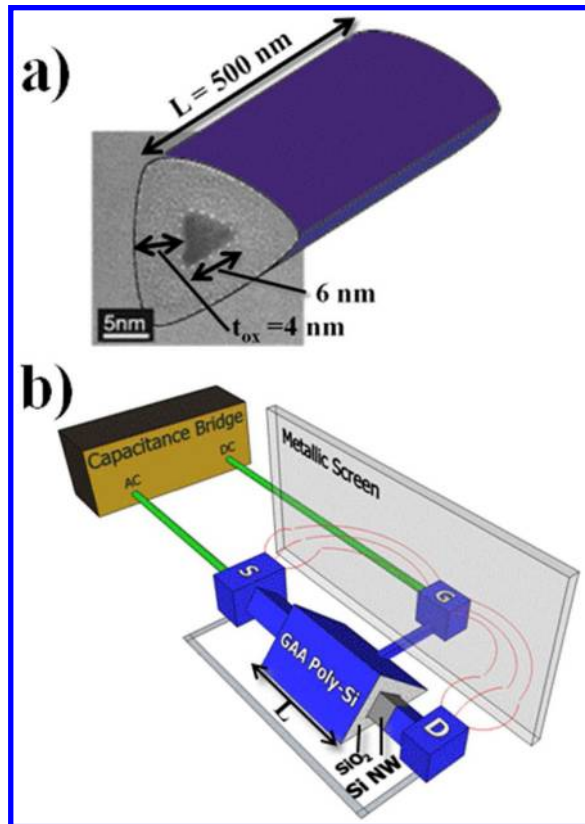 a)
L = 500 nm
6 nm
tox =4 nm
5nm
b)
Capacitance Bridge
AC
DC
Metallic Screen
S
G
GAA Poly-Si
L
D
SiO₂
Si NW